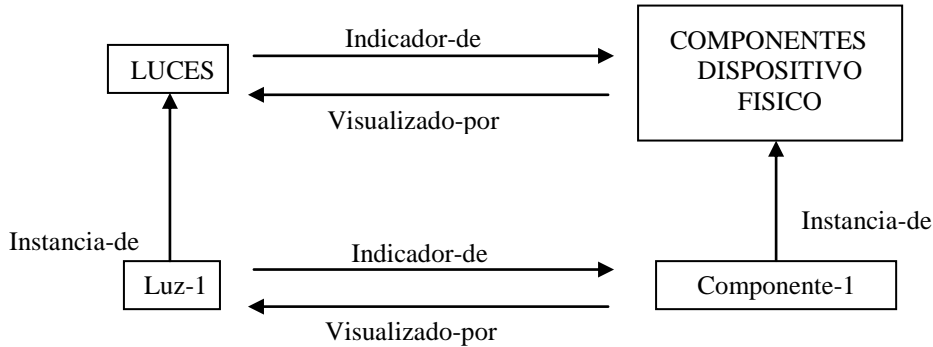 Indicador-de
LUCES
COMPONENTES
DISPOSITIVO
FISICO
Visualizado-por
Instancia-de
Instancia-de
Indicador-de
Luz-1
Componente-1
Visualizado-por